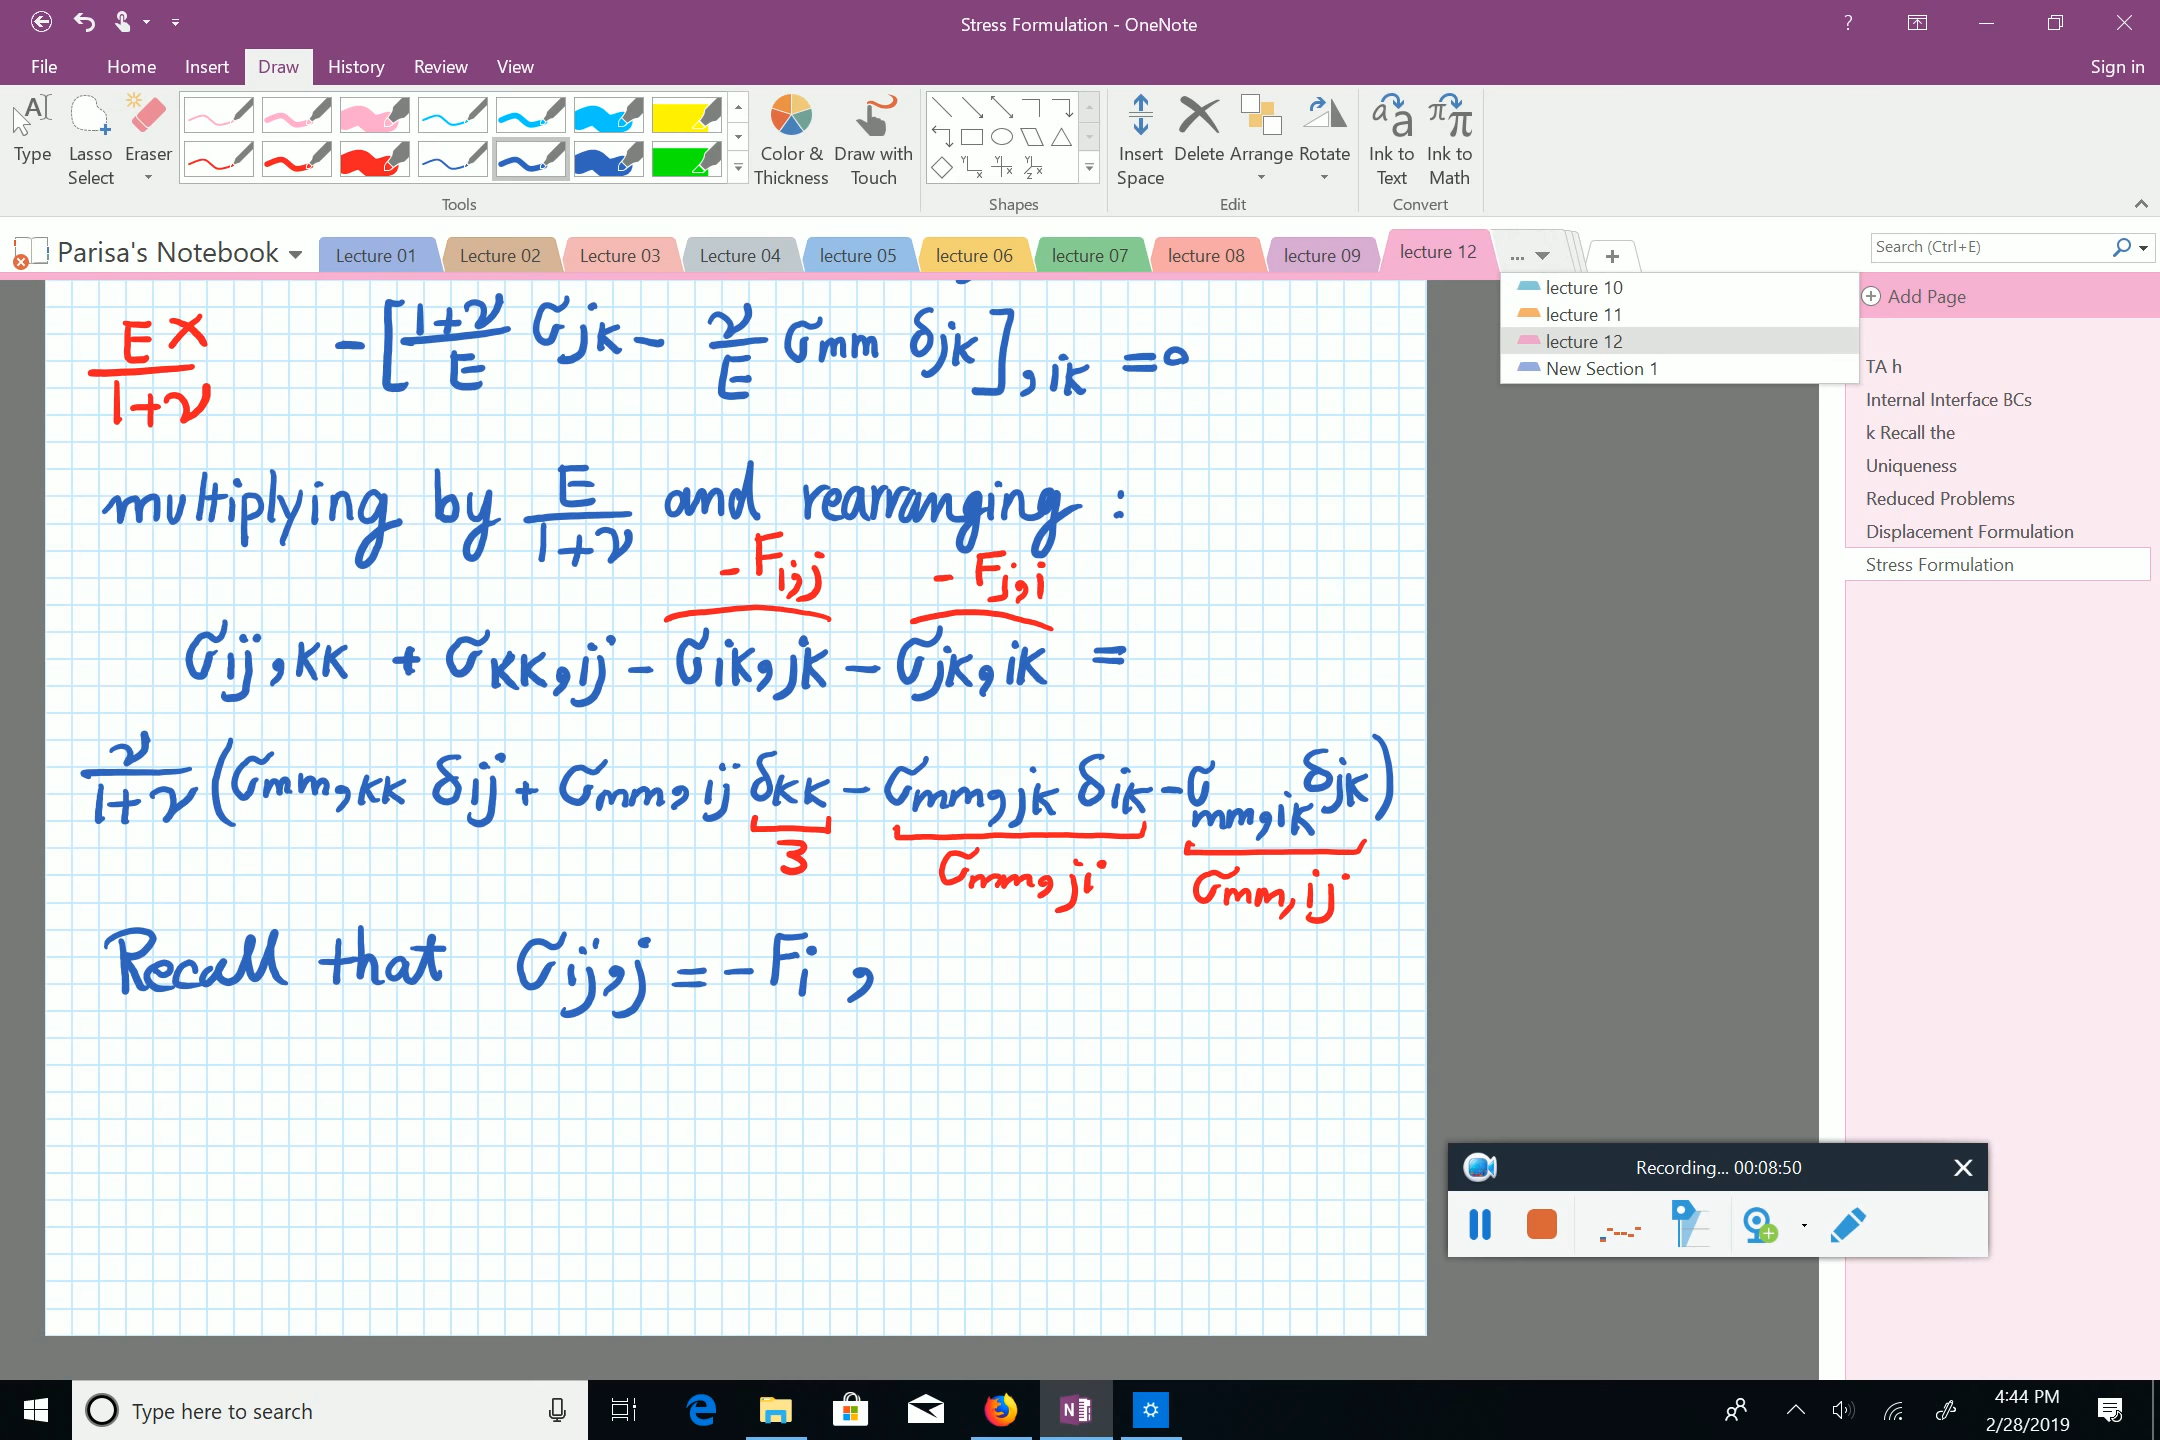 Stress Formulation - OneNote
?
File Home Insert Draw History Review View
Sign in
Type
Lasso Select
Eraser
Color & Thickness
Draw with Touch
Insert Space
Delete
Arrange
Rotate
Ink to Text
Ink to Math
Tools
Shapes
Edit
Convert
Parisa's Notebook
Lecture 01
Lecture 02
Lecture 03
Lecture 04
lecture 05
lecture 06
lecture 07
lecture 08
lecture 09
lecture 12
...
+
Search (Ctrl+E)
lecture 10
lecture 11
lecture 12
New Section 1
Add Page
TA h
Internal Interface BCs
k Recall the
Uniqueness
Reduced Problems
Displacement Formulation
Stress Formulation
E/1+ν × -[1+ν/E σjk - ν/E σmm δjk],ik = 0
multiplying by E/1+ν and rearranging :
-Fi,j -Fj,i
σij,kk + σkk,ij - σik,jk - σjk,ik =
ν/1+ν (σmm,kk δij + σmm,ij δkk - σmm,jk δik - σmm,ik δjk)
3 σmm,ji σmm,ij
Recall that σij,j = -Fi ,
Recording... 00:08:50
Type here to search
4:44 PM
2/28/2019